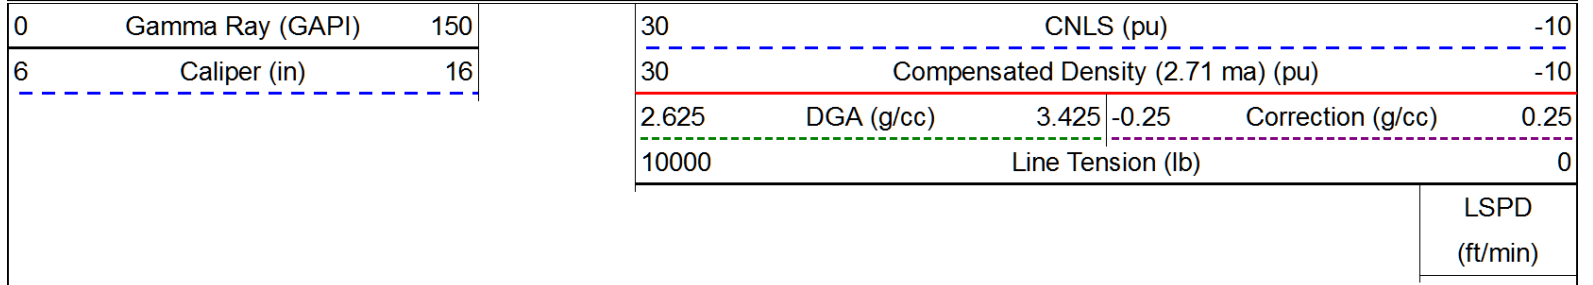 0 Gamma Ray (GAPI) 150
6 Caliper (in) 16
30 CNLS (pu) -10
30 Compensated Density (2.71 ma) (pu) -10
2.625 DGA (g/cc) 3.425 -0.25 Correction (g/cc) 0.25
10000 Line Tension (lb) 0
LSPD
(ft/min)